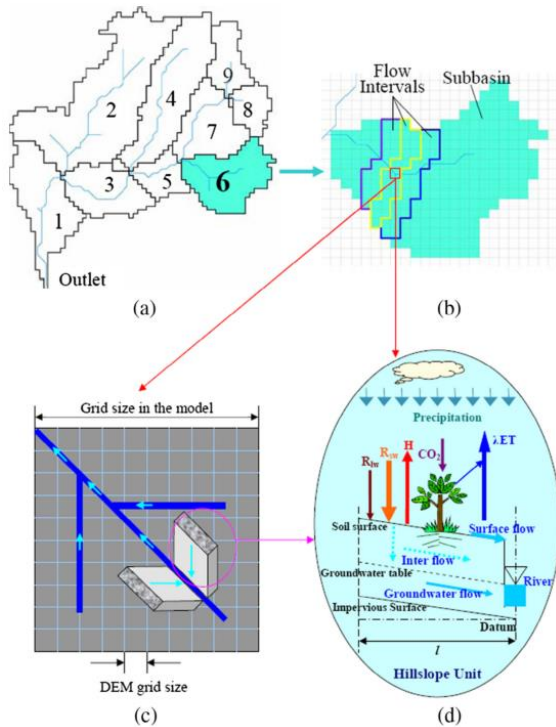 2
4
9
8
7
6
3
5
1
Outlet
(a)
Flow
Intervals
Subbasin
(b)
Grid size in the model
DEM grid size
(c)
Precipitation
H
CO2
λET
Rlw
Rsw
Soil surface
Surface flow
Inter flow
Groundwater table
River
Groundwater flow
Impervious Surface
Datum
l
Hillslope Unit
(d)